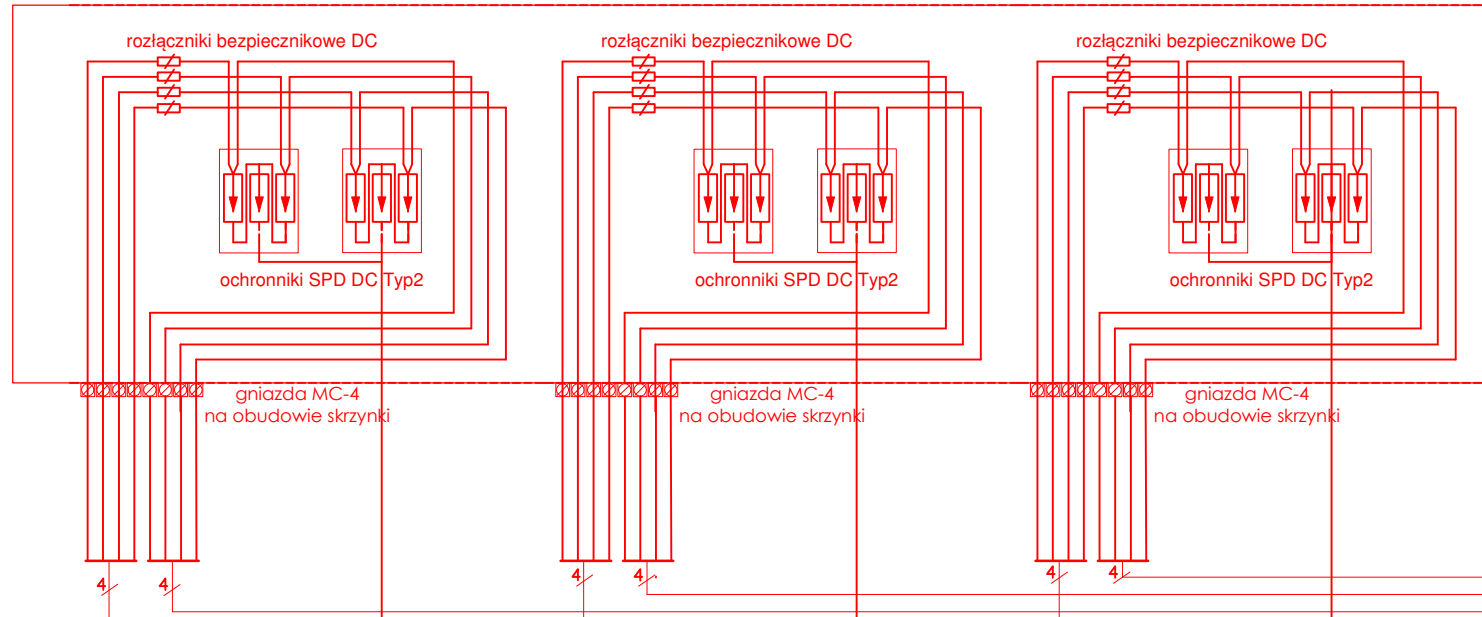 rozłączniki bezpiecznikowe DC
rozłączniki bezpiecznikowe DC
rozłączniki bezpiecznikowe DC
ochronniki SPD DC Typ2
ochronniki SPD DC Typ2
ochronniki SPD DC Typ2
gniazda MC-4
na obudowie skrzynki
gniazda MC-4
na obudowie skrzynki
gniazda MC-4
na obudowie skrzynki
4
4
4
4
4
4